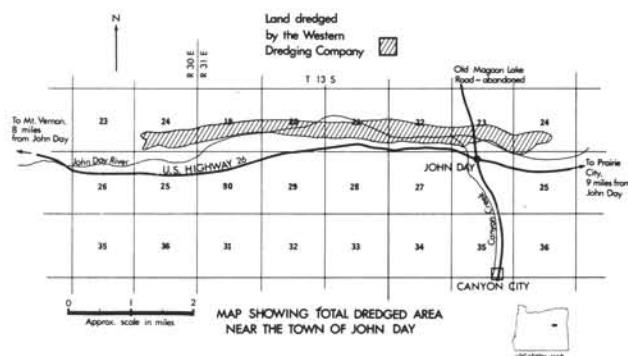 N
Land dredged
by the Western
Dredging Company
R 30 E
R 31 E
T 13 S
Old Magoon Lake
Road – abandoned
23 24 19 20 21 22 23 24
To Mt. Vernon,
8 miles
from John Day
John Day River
U.S. HIGHWAY 26
JOHN DAY
To Prairie
City,
9 miles from
John Day
26 25 30 29 28 27 25
Canyon Creek
35 36 31 32 33 34 35 36
CANYON CITY
0 1 2
Approx. scale in miles
MAP SHOWING TOTAL DREDGED AREA
NEAR THE TOWN OF JOHN DAY